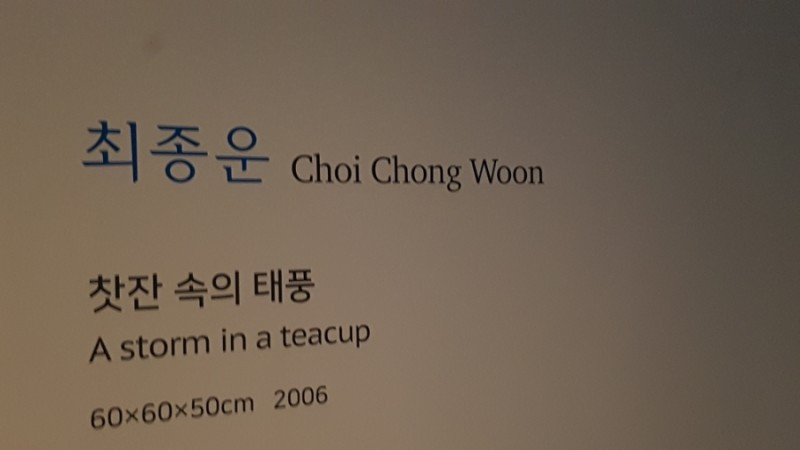 최종운 Choi Chong Woon
찻잔 속의 태풍
A storm in a teacup
60×60×50cm 2006